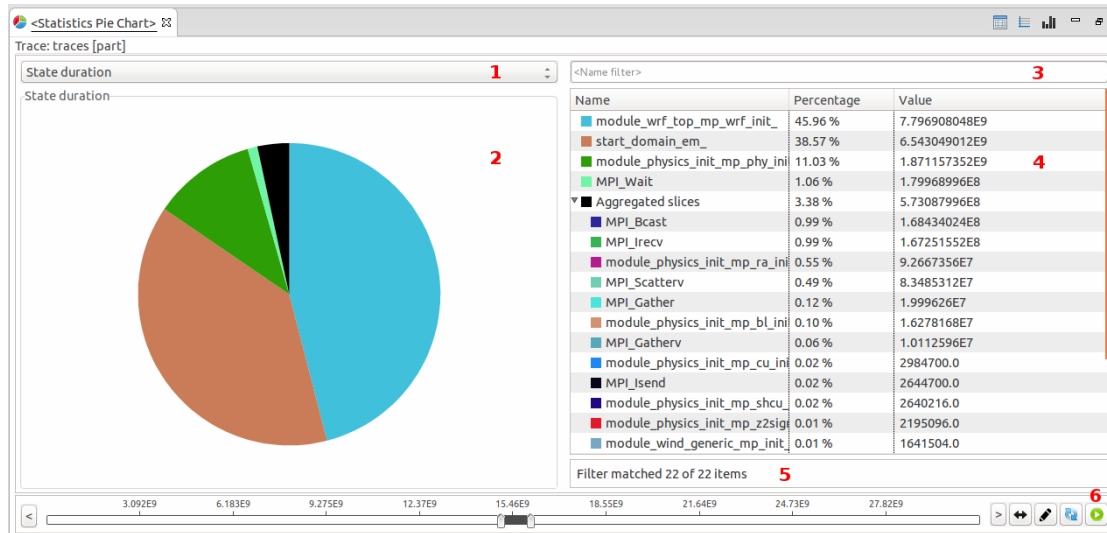 <Statistics Pie Chart>
Trace: traces [part]
State duration 1
<Name filter> 3
State duration
2
Name Percentage Value
module_wrf_top_mp_wrf_init_ 45.96 % 7.796908048E9
start_domain_em_ 38.57 % 6.543049012E9
module_physics_init_mp_phy_ini 11.03 % 1.871157352E9
4
MPI_Wait 1.06 % 1.79968996E8
Aggregated slices 3.38 % 5.73087996E8
MPI_Bcast 0.99 % 1.68434024E8
MPI_Irecv 0.99 % 1.67251552E8
module_physics_init_mp_ra_ini 0.55 % 9.2667356E7
MPI_Scatterv 0.49 % 8.3485312E7
MPI_Gather 0.12 % 1.999626E7
module_physics_init_mp_bl_ini 0.10 % 1.6278168E7
MPI_Gatherv 0.06 % 1.0112596E7
module_physics_init_mp_cu_ini 0.02 % 2984700.0
MPI_Isend 0.02 % 2644700.0
module_physics_init_mp_shcu_ 0.02 % 2640216.0
module_physics_init_mp_z2sigr 0.01 % 2195096.0
module_wind_generic_mp_init_ 0.01 % 1641504.0
Filter matched 22 of 22 items 5
6
3.092E9 6.183E9 9.275E9 12.37E9 15.46E9 18.55E9 21.64E9 24.73E9 27.82E9
< >